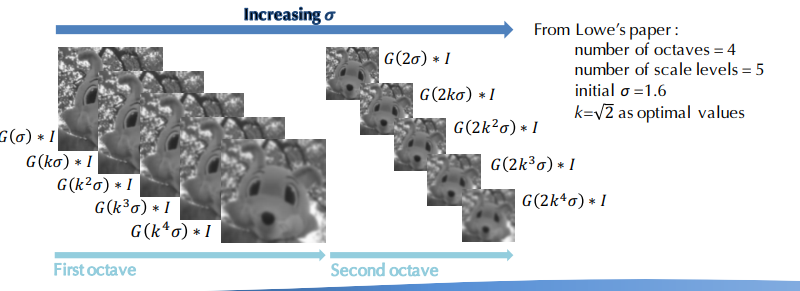 Increasing σ
From Lowe's paper :
number of octaves = 4
number of scale levels = 5
initial σ =1.6
k=√2 as optimal values
G(σ) ∗ I
G(kσ) ∗ I
G(k²σ) ∗ I
G(k³σ) ∗ I
G(k⁴σ) ∗ I
First octave
G(2σ) ∗ I
G(2kσ) ∗ I
G(2k²σ) ∗ I
G(2k³σ) ∗ I
G(2k⁴σ) ∗ I
Second octave